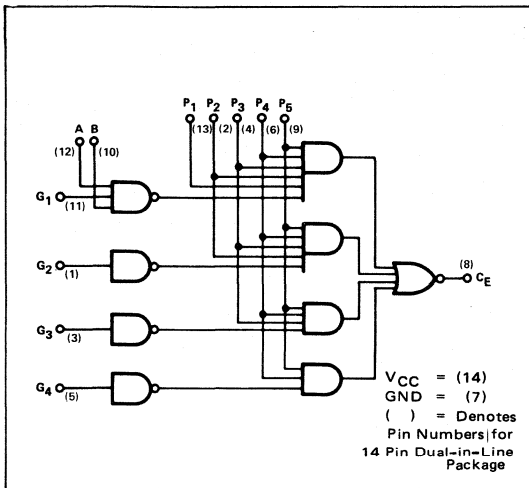 P1 P2 P3 P4 P5
A B
(13) (2) (4) (6) (9)
(12) (10)
G1 (11)
G2 (1)
(8)
CE
G3 (3)
G4 (5)
VCC = (14)
GND = (7)
( ) = Denotes
Pin Numbers for
14 Pin Dual-in-Line
Package